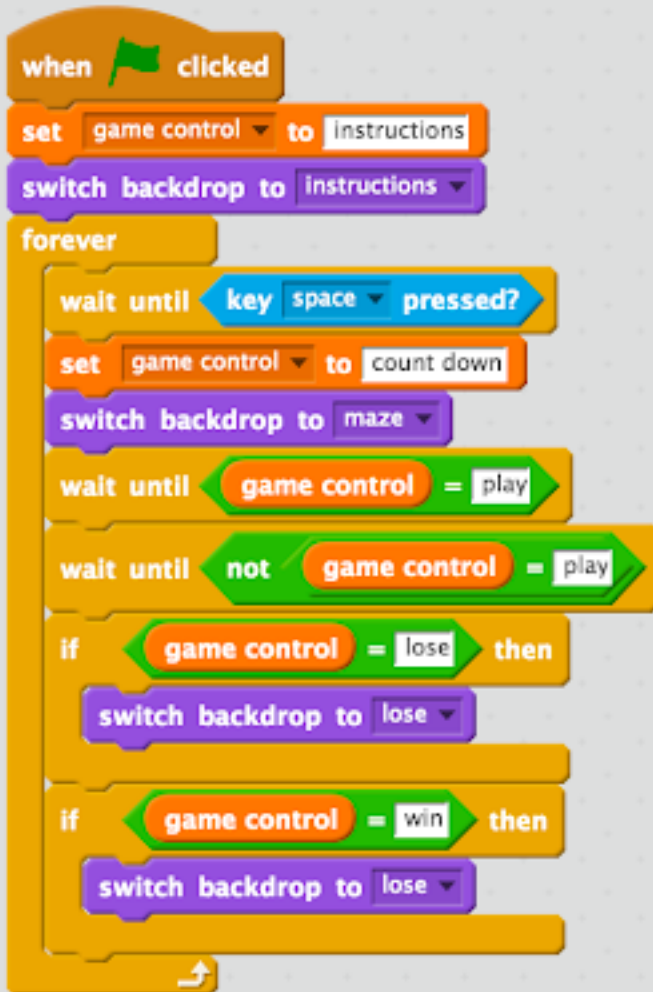 when clicked
set game control to instructions
switch backdrop to instructions
forever
wait until key space pressed?
set game control to count down
switch backdrop to maze
wait until game control = play
wait until not game control = play
if game control = lose then
switch backdrop to lose
if game control = win then
switch backdrop to lose